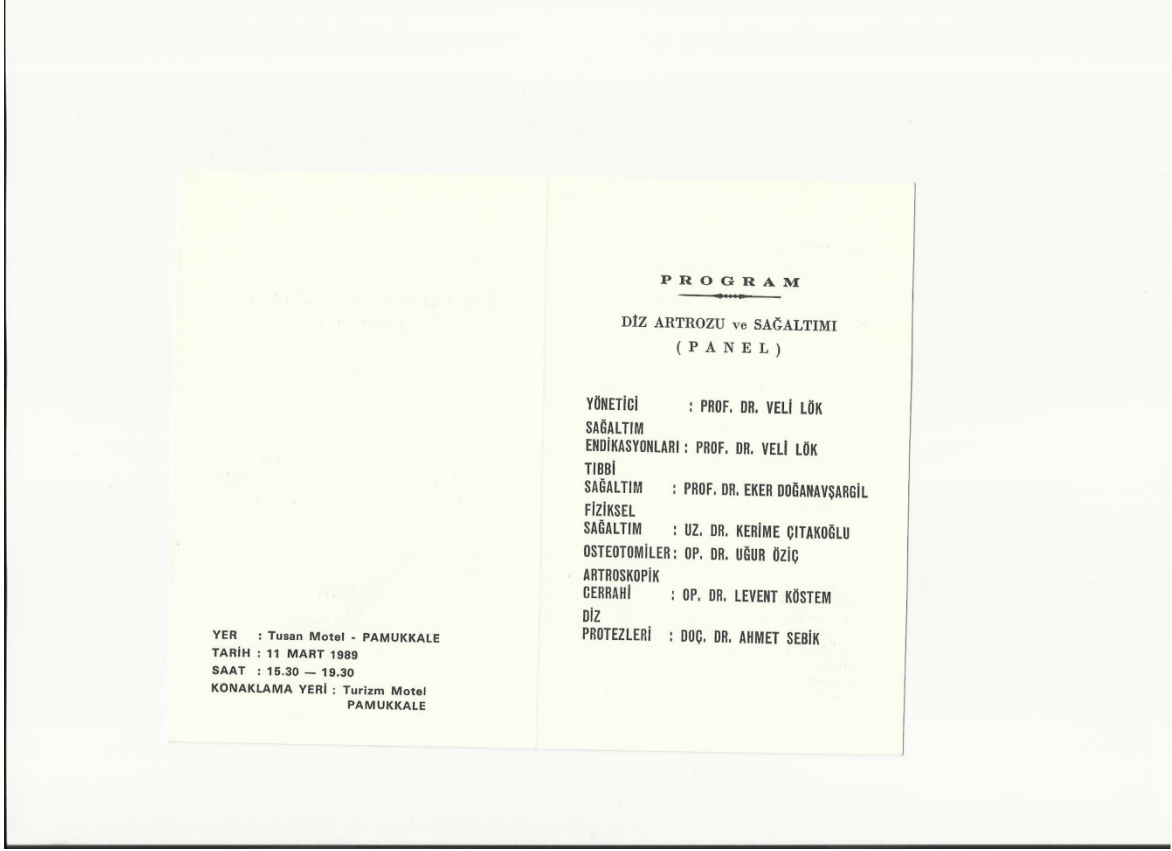 YER : Tusan Motel - PAMUKKALE
TARİH : 11 MART 1989
SAAT : 15.30 — 19.30
KONAKLAMA YERİ : Turizm Motel
PAMUKKALE
PROGRAM
DİZ ARTROZU ve SAĞALTIMI
( P A N E L )
YÖNETİCİ : PROF. DR. VELİ LÖK
SAĞALTIM
ENDİKASYONLARI : PROF. DR. VELİ LÖK
TIBBİ
SAĞALTIM : PROF. DR. EKER DOĞANAVŞARGİL
FİZİKSEL
SAĞALTIM : UZ. DR. KERİME ÇITAKOĞLU
OSTEOTOMİLER : OP. DR. UĞUR ÖZİÇ
ARTROSKOPİK
CERRAHİ : OP. DR. LEVENT KÖSTEM
DİZ
PROTEZLERİ : DOÇ. DR. AHMET SEBİK